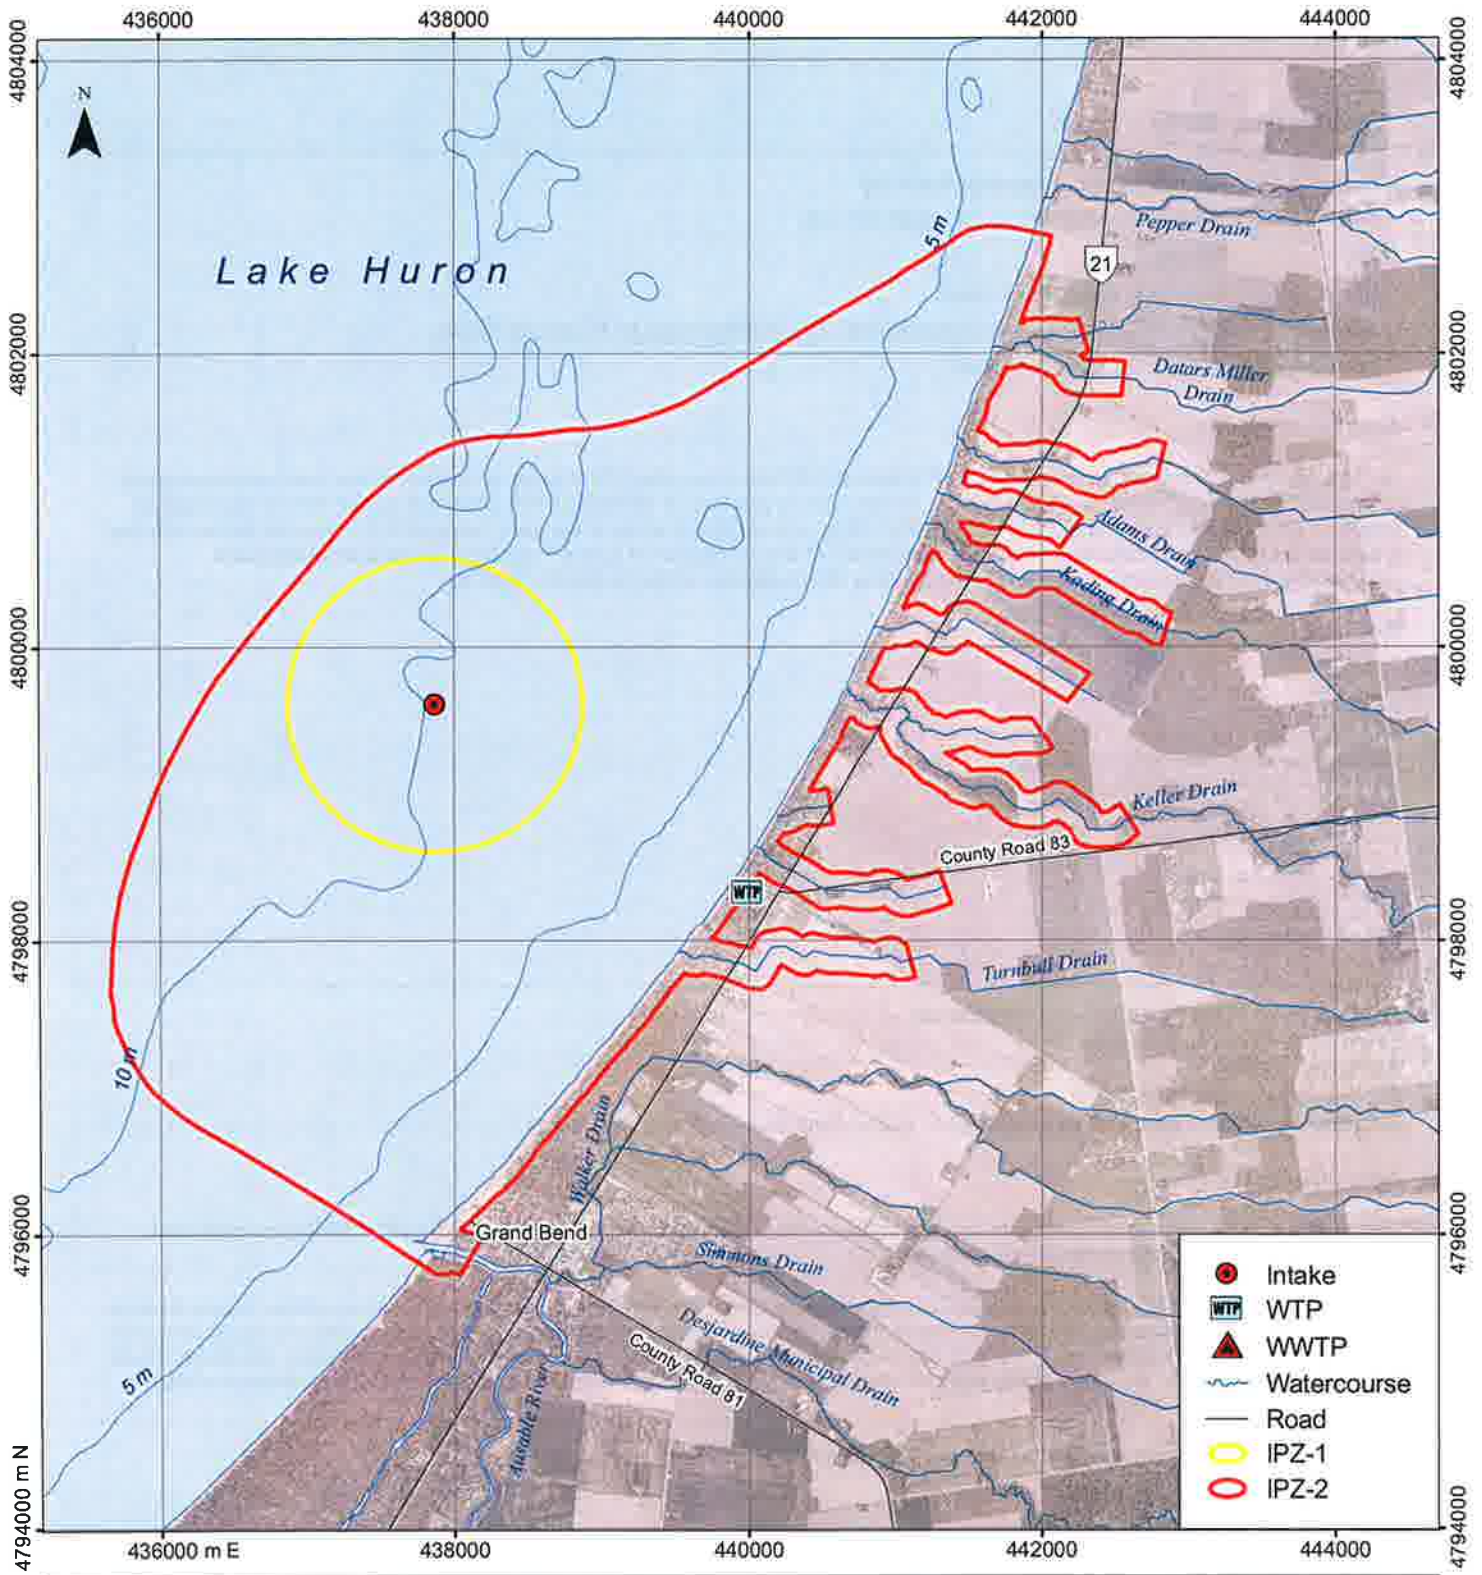 436000
438000
440000
442000
444000
4804000
4804000
N
5 m
Pepper Drain
21
Lake Huron
4802000
4802000
Datars Miller
Drain
Adams Drain
Kading Drain
4800000
4800000
Keller Drain
County Road 83
WTP
4798000
4798000
Turnbull Drain
10 m
Walker Drain
4796000
4796000
Grand Bend
Simmons Drain
Desjardine Municipal Drain
County Road 81
5 m
Ausable River
Intake
WTP
WTP
WWTP
Watercourse
Road
IPZ-1
IPZ-2
4794000 m N
4794000
436000 m E
438000
440000
442000
444000